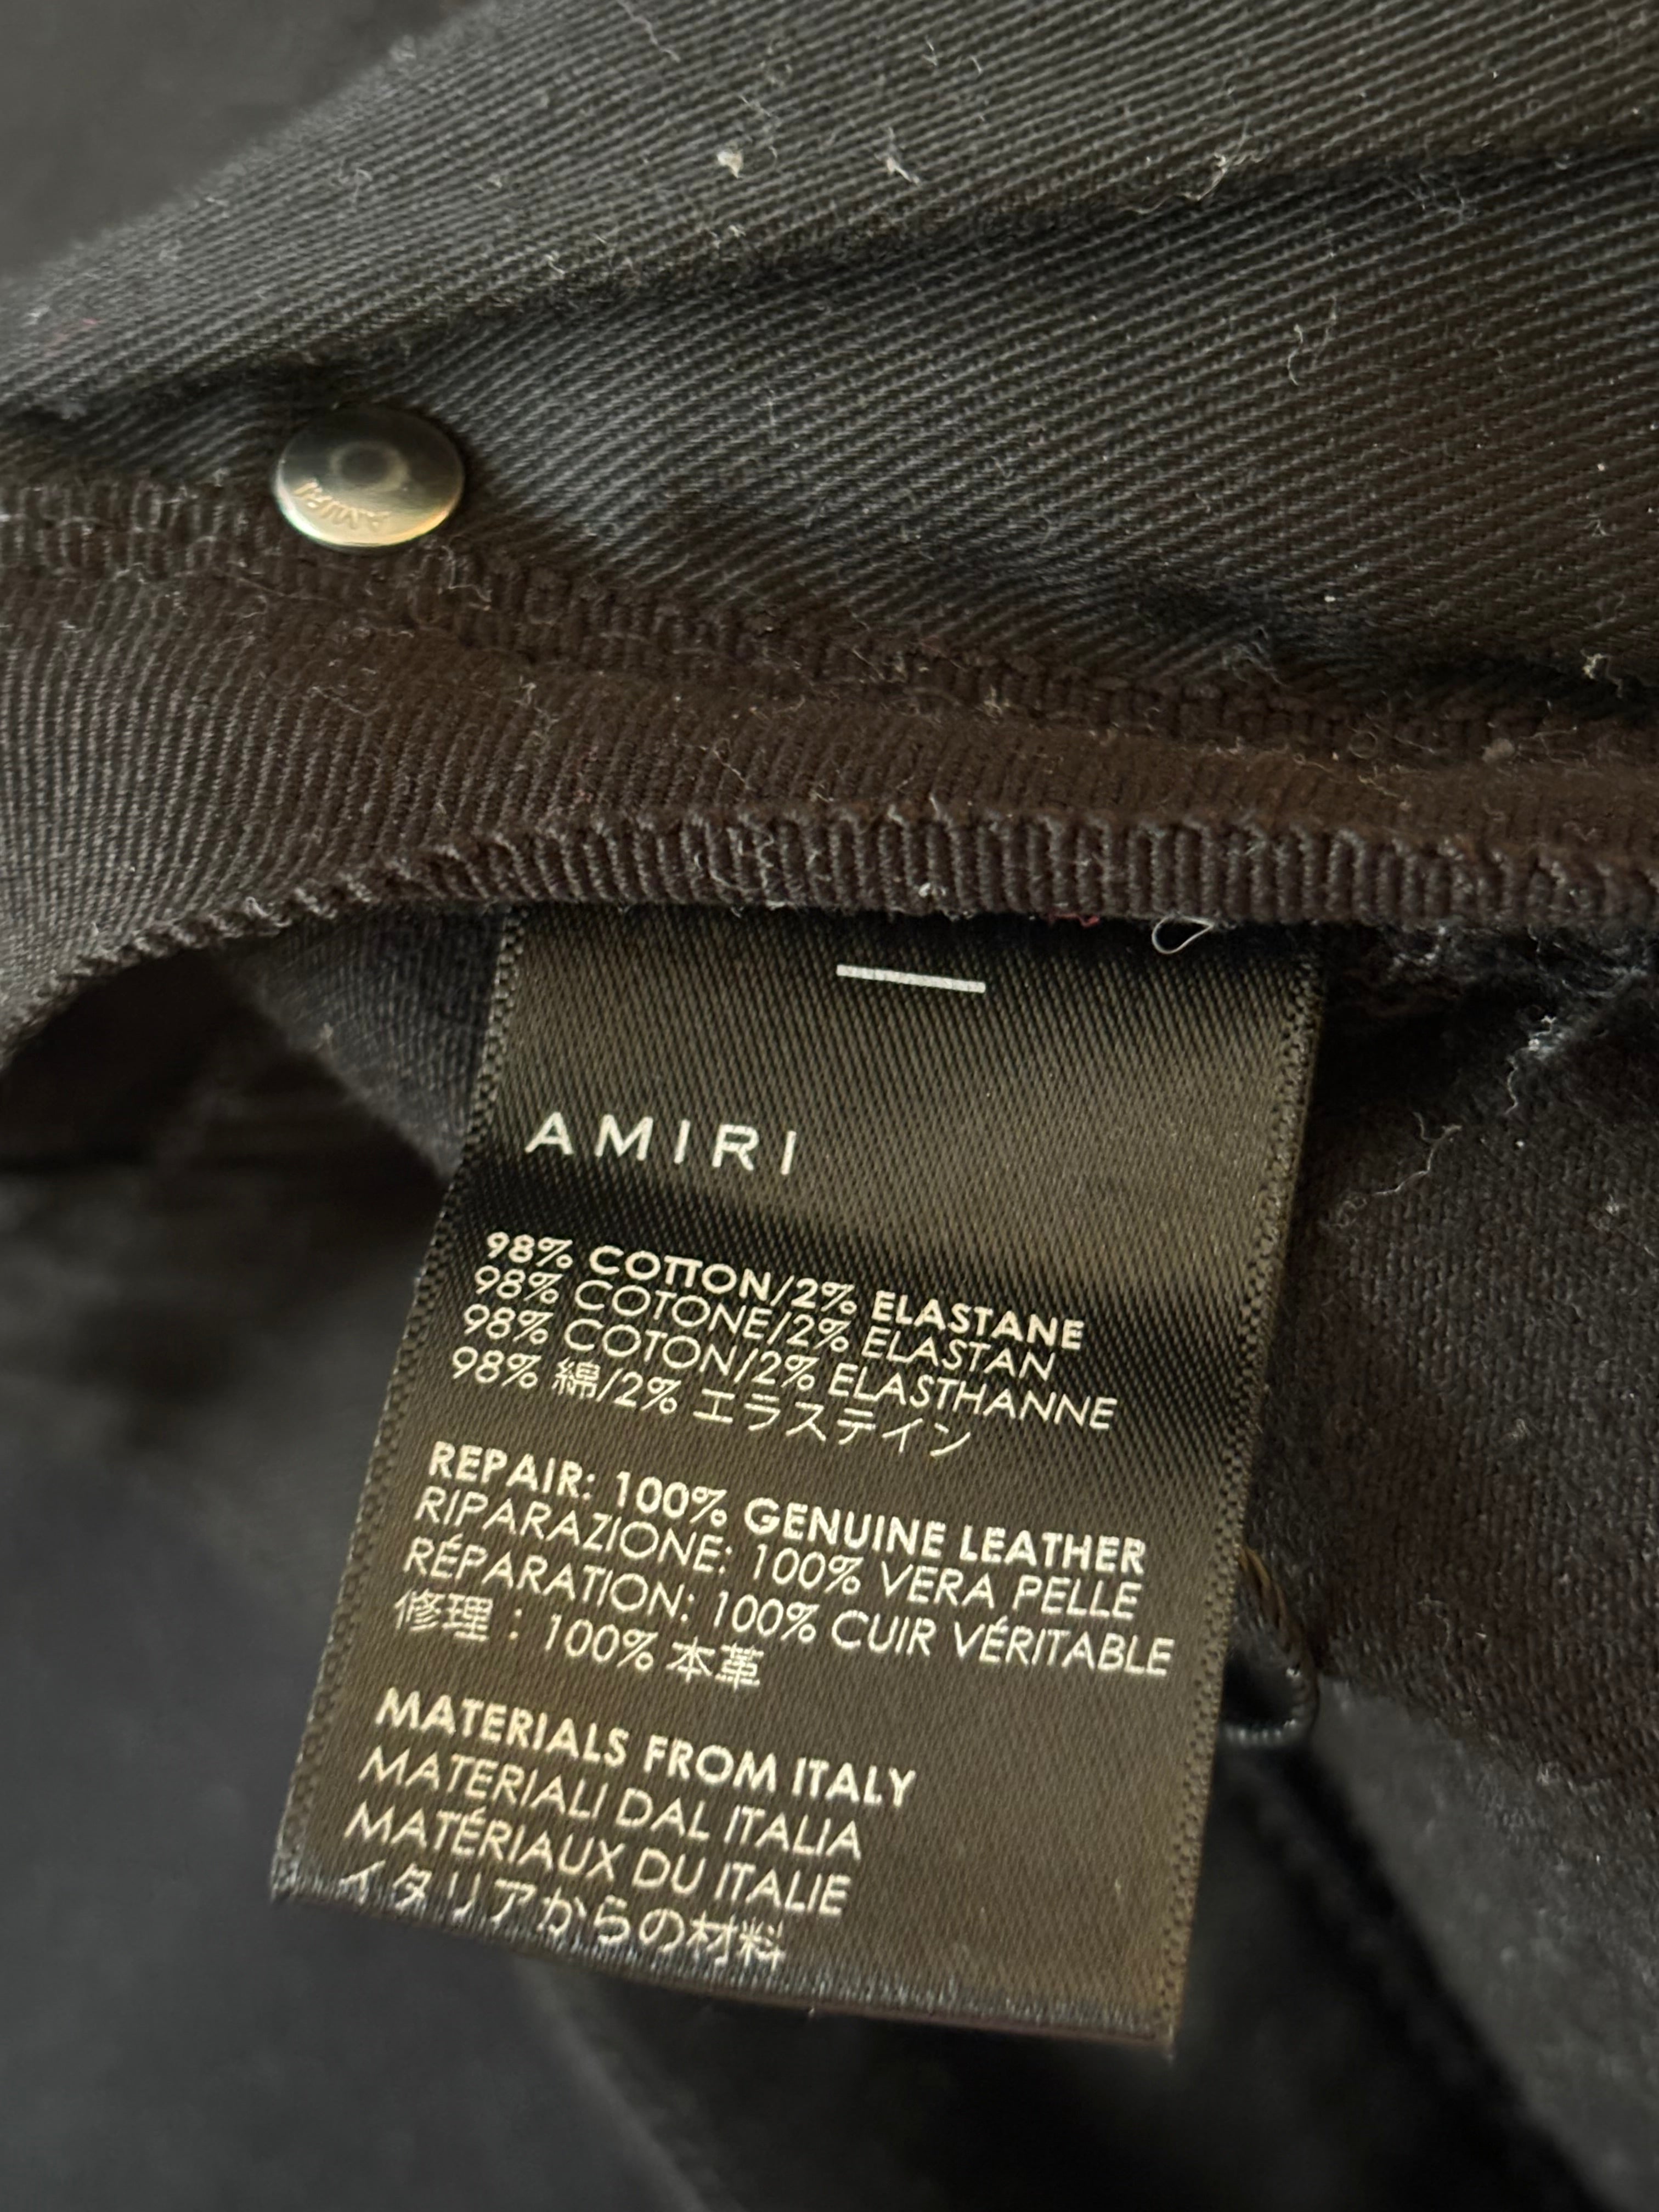 AMIRI
AMIRI
98% COTTON/2% ELASTANE
98% COTONE/2% ELASTAN
98% COTON/2% ELASTHANNE
98% 綿/2% エラステイン
REPAIR: 100% GENUINE LEATHER
RIPARAZIONE: 100% VERA PELLE
RÉPARATION: 100% CUIR VÉRITABLE
修理：100% 本革
MATERIALS FROM ITALY
MATERIALI DAL ITALIA
MATÉRIAUX DU ITALIE
イタリアからの材料